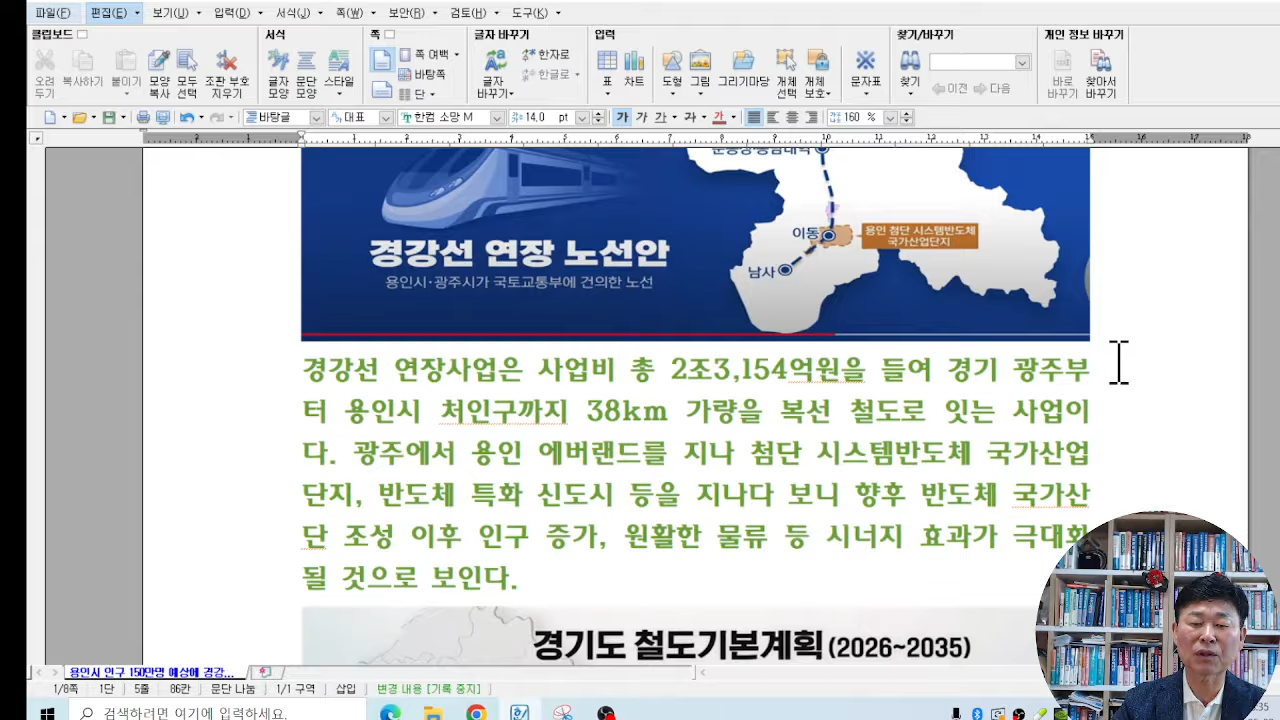 파일(F) 편집(E) 보기(U) 입력(D) 서식(J) 쪽(W) 보안(R) 검토(H) 도구(K)
클립보드 서식 쪽 글자 바꾸기 입력 찾기/바꾸기 개인 정보 바꾸기
오려두기 복사하기 붙이기 모양 복사 모두 선택 조판 부호 지우기 글자 모양 문단 모양 스타일 쪽 여백 바탕쪽 단 글자 바꾸기 한자로 한글로 표 차트 도형 그림 그리기마당 개체 선택 개체 보호 문자표 찾기 이전 다음 바로 바꾸기 찾아서 바꾸기
바탕글 대표 한컴 소망 M 14.0 pt 가 가 가 가 가 160 %
이동
용인 첨단 시스템반도체
국가산업단지
남사
경강선 연장 노선안
용인시·광주시가 국토교통부에 건의한 노선
경강선 연장사업은 사업비 총 2조3,154억원을 들여 경기 광주부
터 용인시 처인구까지 38km 가량을 복선 철도로 잇는 사업이
다. 광주에서 용인 에버랜드를 지나 첨단 시스템반도체 국가산업
단지, 반도체 특화 신도시 등을 지나다 보니 향후 반도체 국가산
단 조성 이후 인구 증가, 원활한 물류 등 시너지 효과가 극대화
될 것으로 보인다.
경기도 철도기본계획(2026~2035)
용인시 인구 150만명 예상에 경강...
1/8쪽 1단 5줄 86칸 문단 나눔 1/1 구역 삽입 변경 내용 [기록 중지]
검색하려면 여기에 입력하세요.